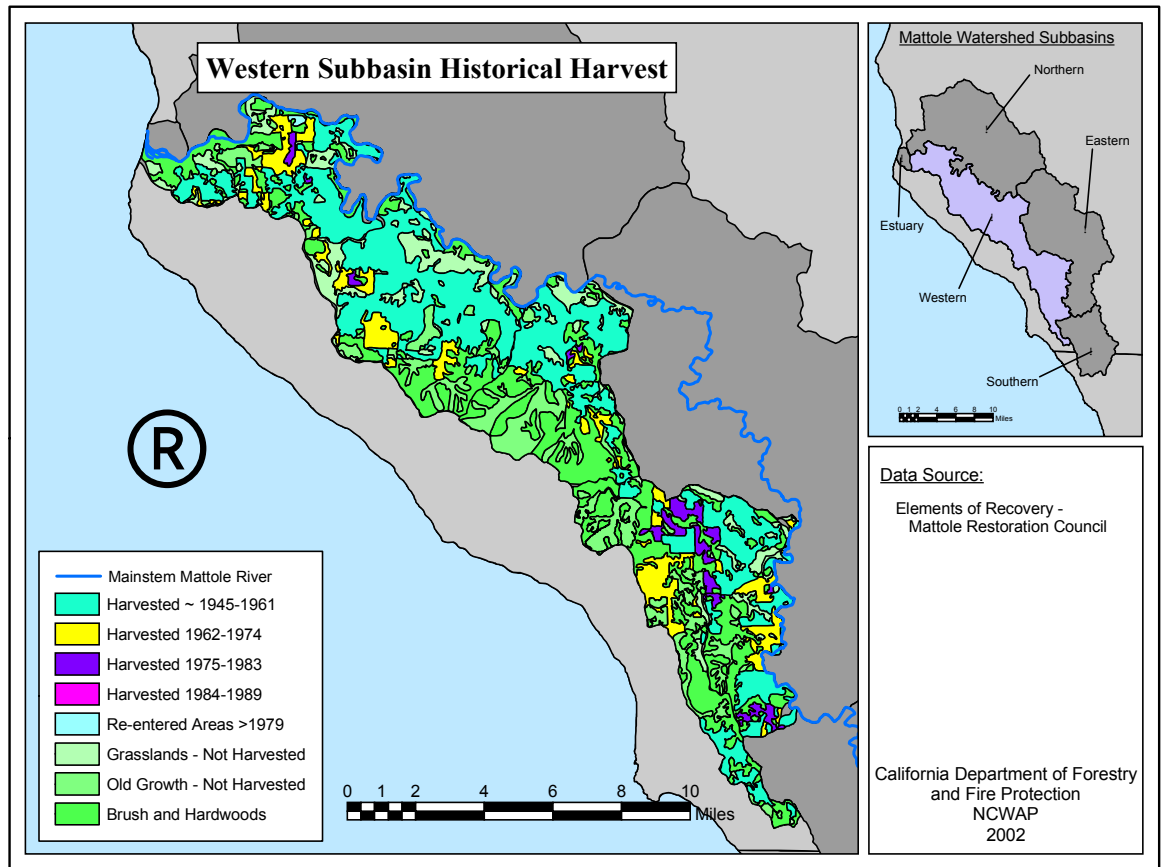 Western Subbasin Historical Harvest
R
Mainstem Mattole River
Harvested ~ 1945-1961
Harvested 1962-1974
Harvested 1975-1983
Harvested 1984-1989
Re-entered Areas >1979
Grasslands - Not Harvested
Old Growth - Not Harvested
Brush and Hardwoods
0 1 2 4 6 8 10
Miles
Mattole Watershed Subbasins
Northern
Eastern
Estuary
Western
Southern
0 1 2 4 6 8 10
Miles
Data Source:
Elements of Recovery -
Mattole Restoration Council
California Department of Forestry
and Fire Protection
NCWAP
2002